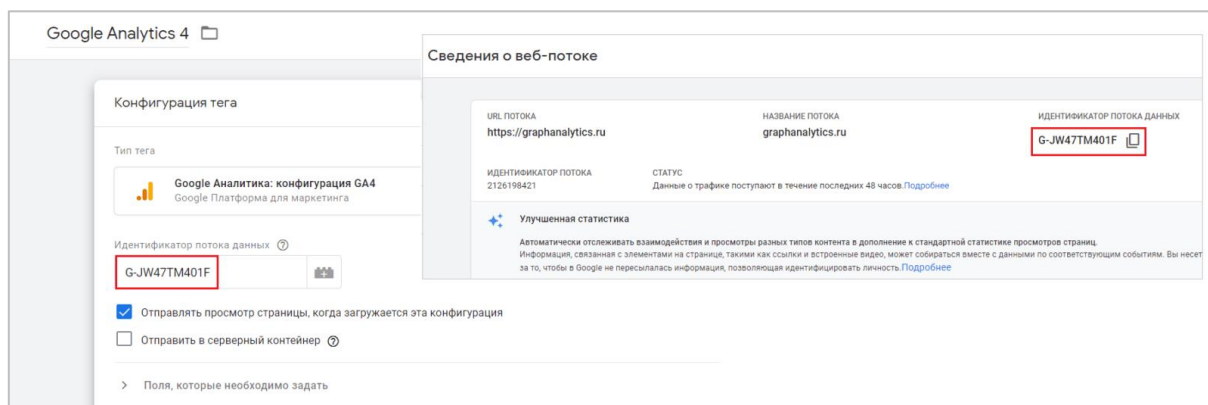 Google Analytics 4
Конфигурация тега
Тип тега
Google Аналитика: конфигурация GA4
Google Платформа для маркетинга
Идентификатор потока данных
G-JW47TM401F
Отправлять просмотр страницы, когда загружается эта конфигурация
Отправить в серверный контейнер
Поля, которые необходимо задать
Сведения о веб-потоке
URL ПОТОКА
https://graphanalytics.ru
НАЗВАНИЕ ПОТОКА
graphanalytics.ru
ИДЕНТИФИКАТОР ПОТОКА ДАННЫХ
G-JW47TM401F
ИДЕНТИФИКАТОР ПОТОКА
2126198421
СТАТУС
Данные о трафике поступают в течение последних 48 часов.Подробнее
Улучшенная статистика
Автоматически отслеживать взаимодействия и просмотры разных типов контента в дополнение к стандартной статистике просмотров страниц.
Информация, связанная с элементами на странице, такими как ссылки и встроенные видео, может собираться вместе с данными по соответствующим событиям. Вы несет
за то, чтобы в Google не пересылалась информация, позволяющая идентифицировать личность.Подробнее